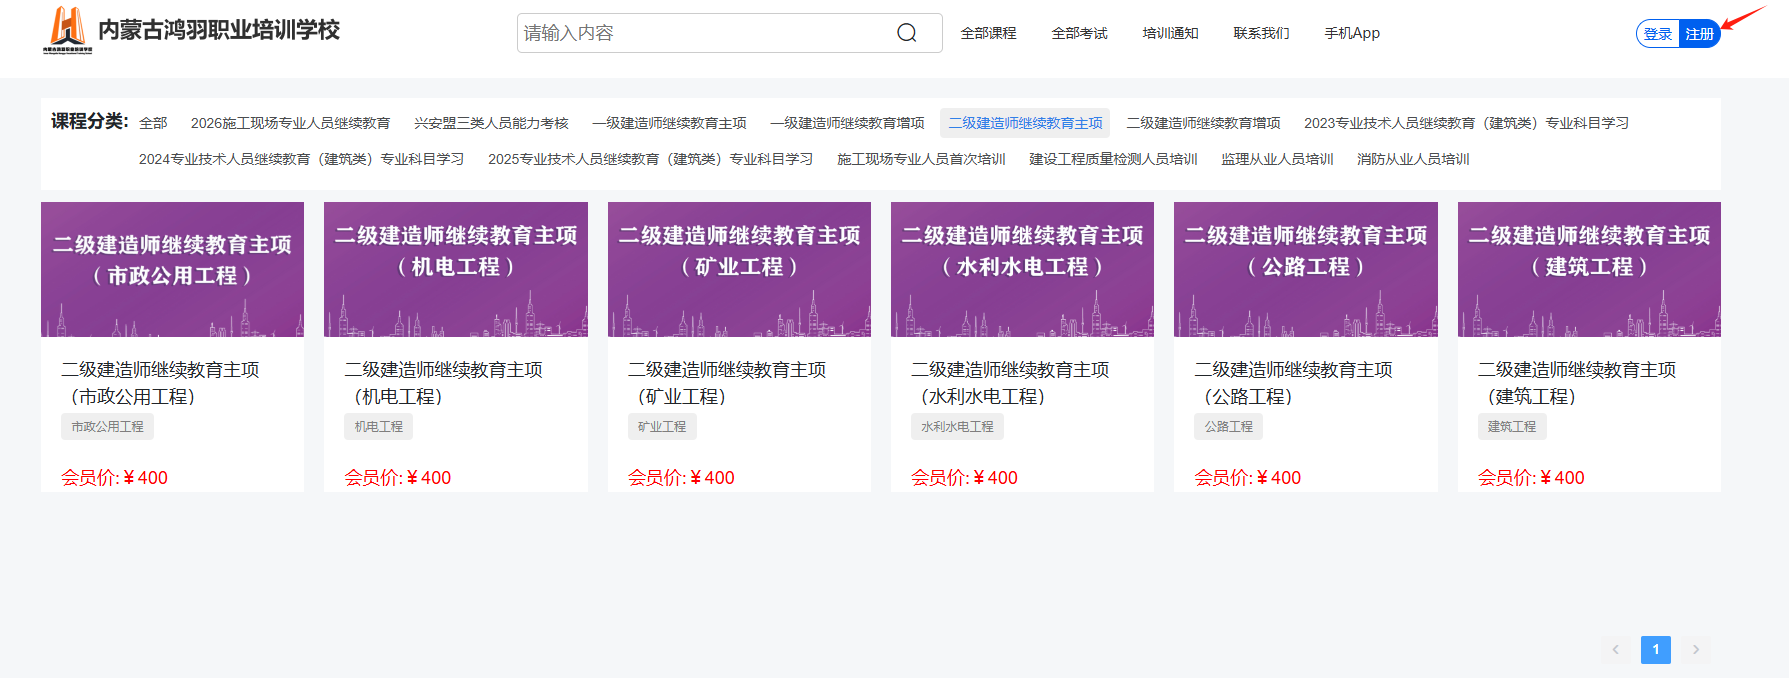 内蒙古鸿羽职业培训学校
请输入内容
全部课程
全部考试
培训通知
联系我们
手机App
登录
注册
课程分类:
全部
2026施工现场专业人员继续教育
兴安盟三类人员能力考核
一级建造师继续教育主项
一级建造师继续教育增项
二级建造师继续教育主项
二级建造师继续教育增项
2023专业技术人员继续教育（建筑类）专业科目学习
2024专业技术人员继续教育（建筑类）专业科目学习
2025专业技术人员继续教育（建筑类）专业科目学习
施工现场专业人员首次培训
建设工程质量检测人员培训
监理从业人员培训
消防从业人员培训
二级建造师继续教育主项
（市政公用工程）
二级建造师继续教育主项
（市政公用工程）
市政公用工程
会员价:￥400
二级建造师继续教育主项
（机电工程）
二级建造师继续教育主项
（机电工程）
机电工程
会员价:￥400
二级建造师继续教育主项
（矿业工程）
二级建造师继续教育主项
（矿业工程）
矿业工程
会员价:￥400
二级建造师继续教育主项
（水利水电工程）
二级建造师继续教育主项
（水利水电工程）
水利水电工程
会员价:￥400
二级建造师继续教育主项
（公路工程）
二级建造师继续教育主项
（公路工程）
公路工程
会员价:￥400
二级建造师继续教育主项
（建筑工程）
二级建造师继续教育主项
（建筑工程）
建筑工程
会员价:￥400
1